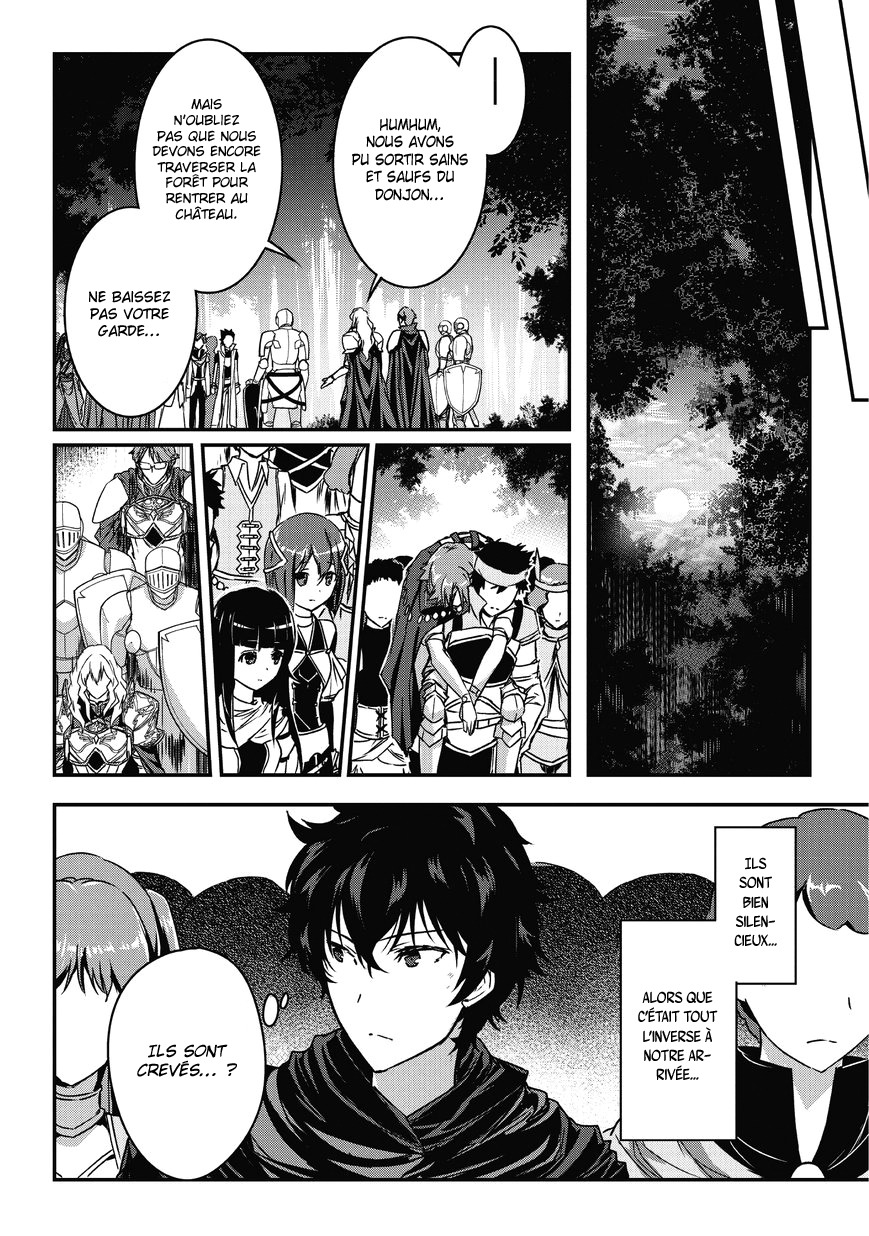 HUMHUM,
NOUS AVONS
PU SORTIR SAINS
ET SAUFS DU
DONJON...
MAIS
N'OUBLIEZ
PAS QUE NOUS
DEVONS ENCORE
TRAVERSER LA
FORÊT POUR
RENTRER AU
CHÂTEAU.
NE BAISSEZ
PAS VOTRE
GARDE...
ILS
SONT
BIEN
SILEN-
CIEUX...
ALORS QUE
C'ÉTAIT TOUT
L'INVERSE À
NOTRE AR-
RIVÉE...
ILS SONT
CREVÉS... ?